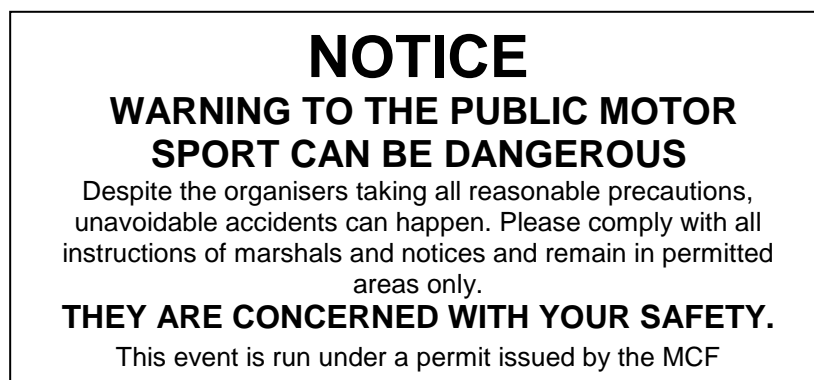 NOTICE
WARNING TO THE PUBLIC MOTOR
SPORT CAN BE DANGEROUS
Despite the organisers taking all reasonable precautions,
unavoidable accidents can happen. Please comply with all
instructions of marshals and notices and remain in permitted
areas only.
THEY ARE CONCERNED WITH YOUR SAFETY.
This event is run under a permit issued by the MCF